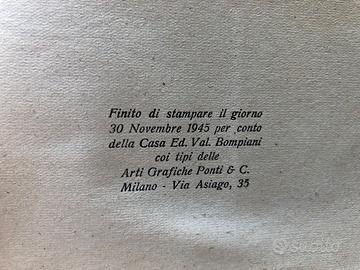 Finito di stampare il giorno
30 Novembre 1945 per conto
della Casa Ed. Val. Bompiani
coi tipi delle
Arti Grafiche Ponti & C.
Milano - Via Asiago, 35
subito